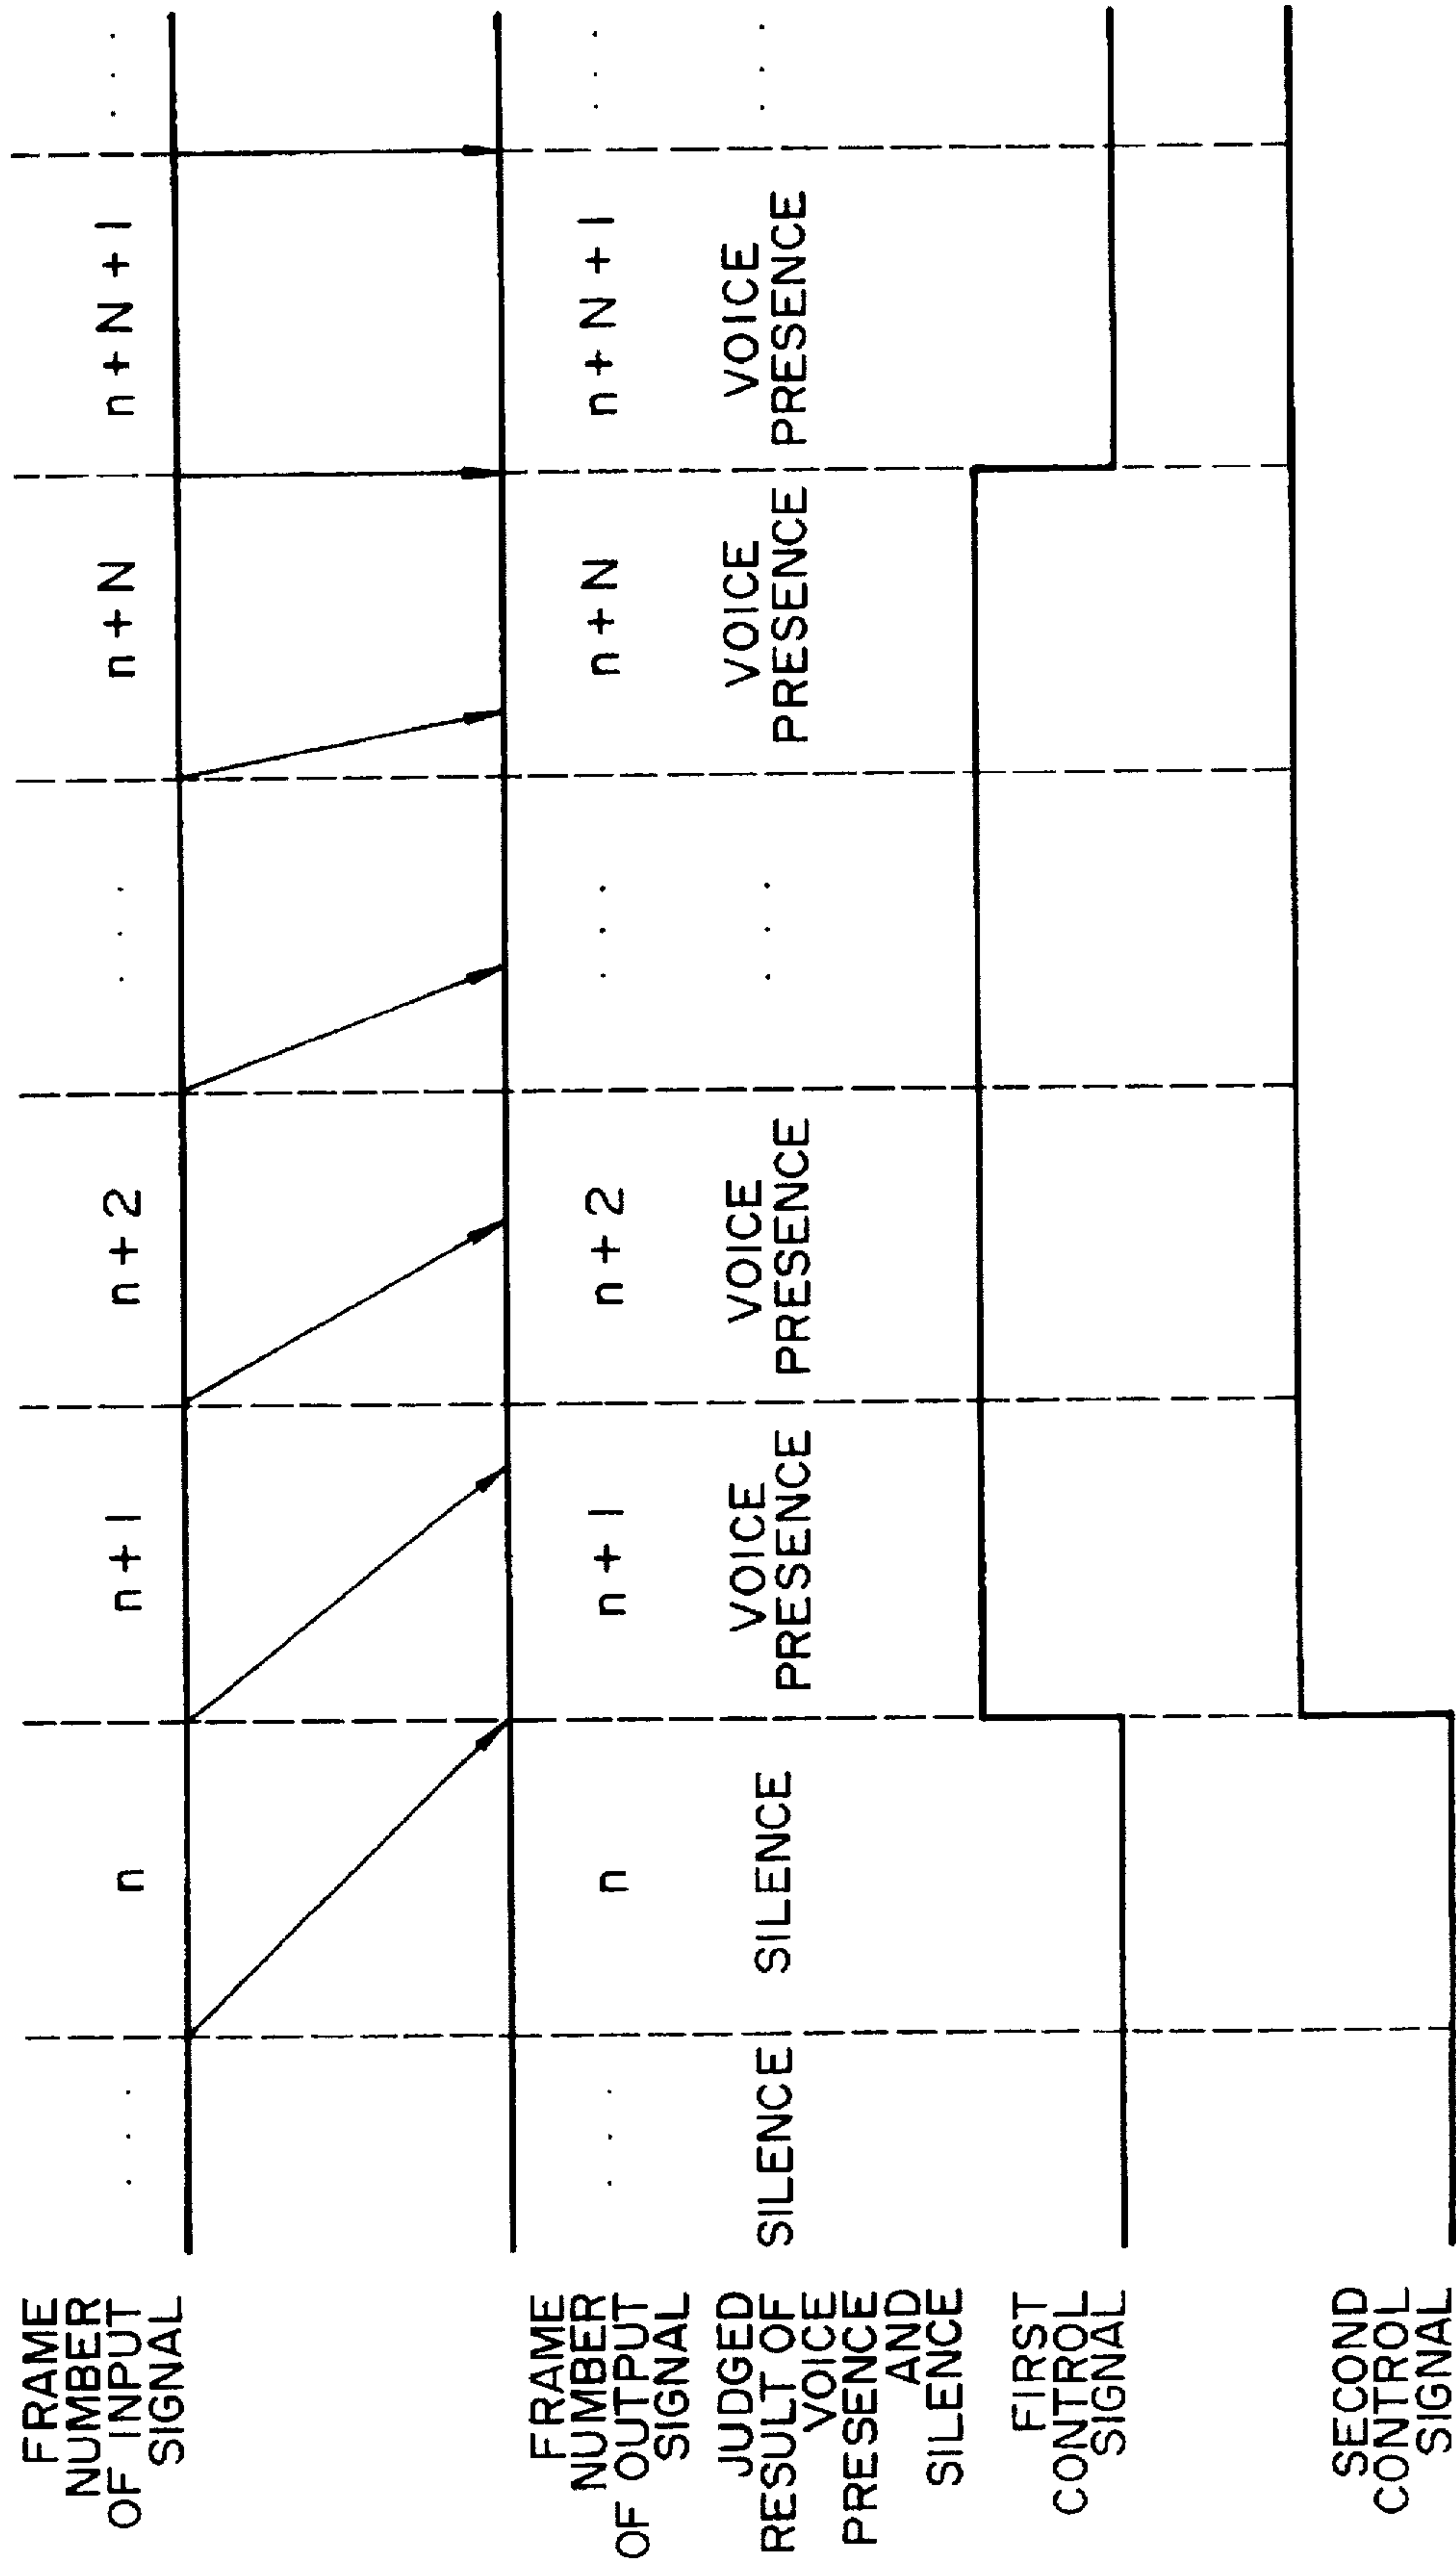 FRAME
NUMBER
OF INPUT
SIGNAL
. . .
n
n + 1
n + 2
. . .
n + N
n + N + 1
. . .
FRAME
NUMBER
OF OUTPUT
SIGNAL
. . .
n
n + 1
n + 2
. . .
n + N
n + N + 1
. . .
JUDGED
RESULT OF
VOICE
PRESENCE
AND
SILENCE
SILENCE
SILENCE
VOICE
PRESENCE
VOICE
PRESENCE
. . .
VOICE
PRESENCE
VOICE
PRESENCE
. . .
FIRST
CONTROL
SIGNAL
SECOND
CONTROL
SIGNAL